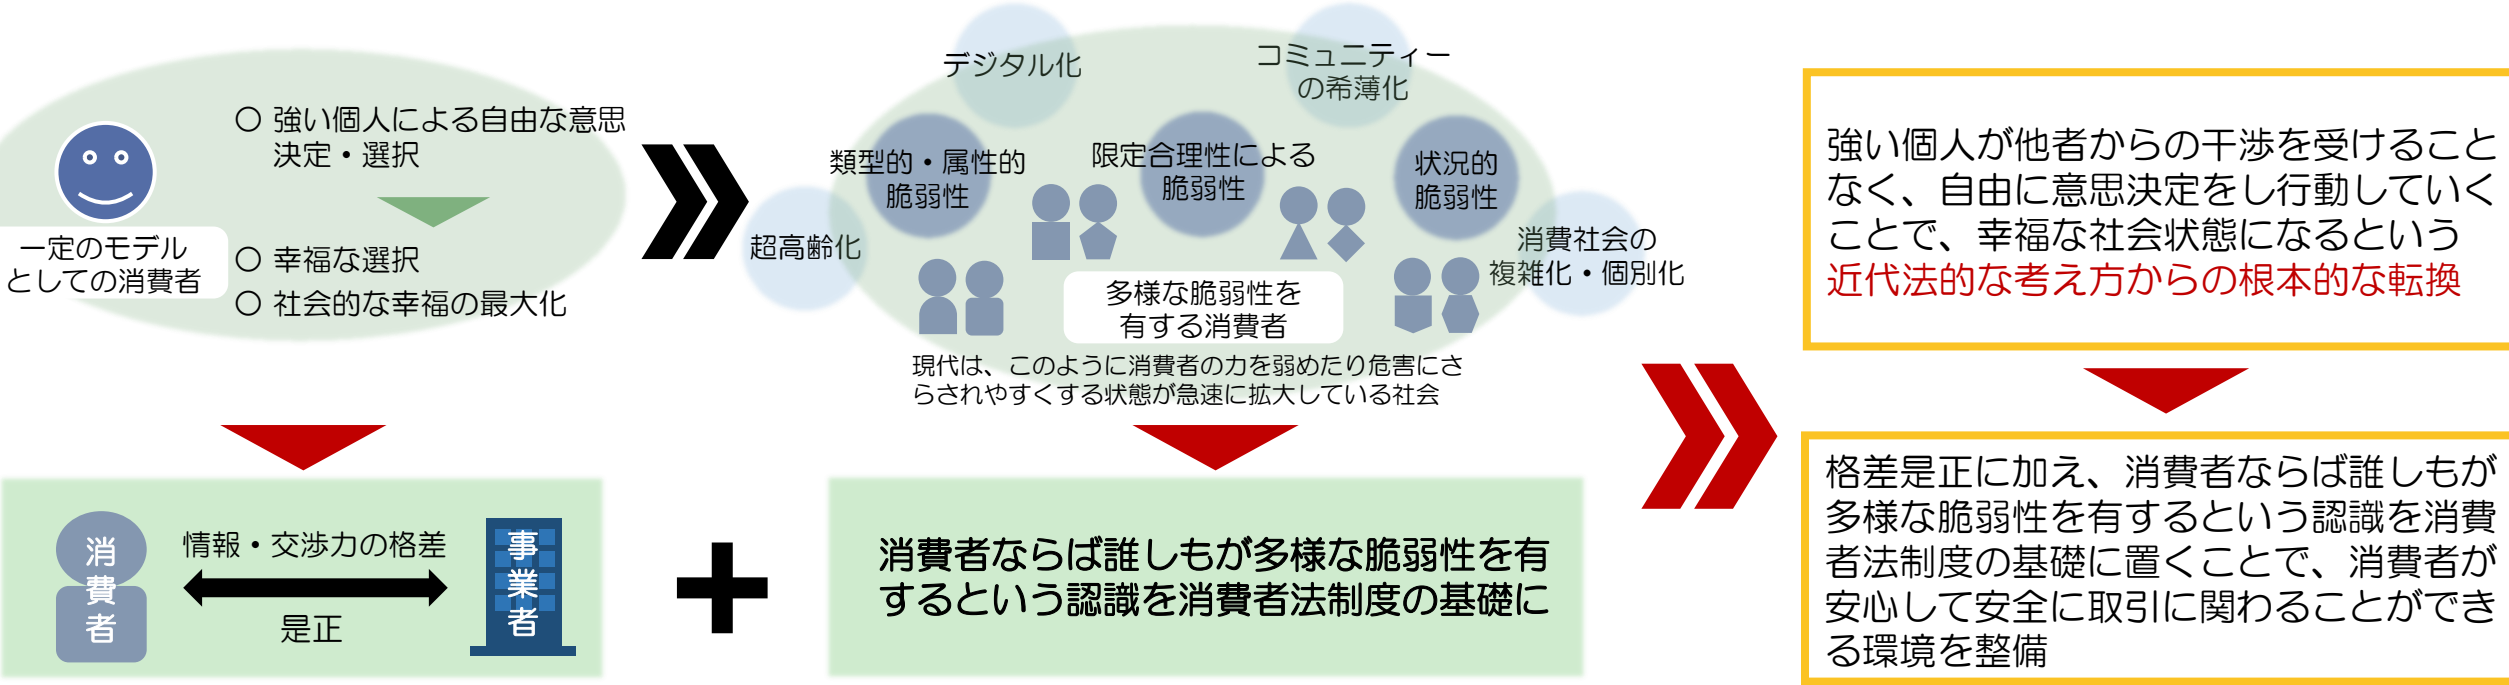 〇 強い個人による自由な意思
決定・選択
一定のモデル
としての消費者
〇 幸福な選択
〇 社会的な幸福の最大化
デジタル化
コミュニティー
の希薄化
類型的・属性的
脆弱性
限定合理性による
脆弱性
状況的
脆弱性
超高齢化
消費社会の
複雑化・個別化
多様な脆弱性を
有する消費者
現代は、このように消費者の力を弱めたり危害にさ
らされやすくする状態が急速に拡大している社会
消費者
情報・交渉力の格差
是正
事業者
消費者ならば誰しもが多様な脆弱性を有
するという認識を消費者法制度の基礎に
強い個人が他者からの干渉を受けること
なく、自由に意思決定をし行動していく
ことで、幸福な社会状態になるという
近代法的な考え方からの根本的な転換
格差是正に加え、消費者ならば誰しもが
多様な脆弱性を有するという認識を消費
者法制度の基礎に置くことで、消費者が
安心して安全に取引に関わることができ
る環境を整備